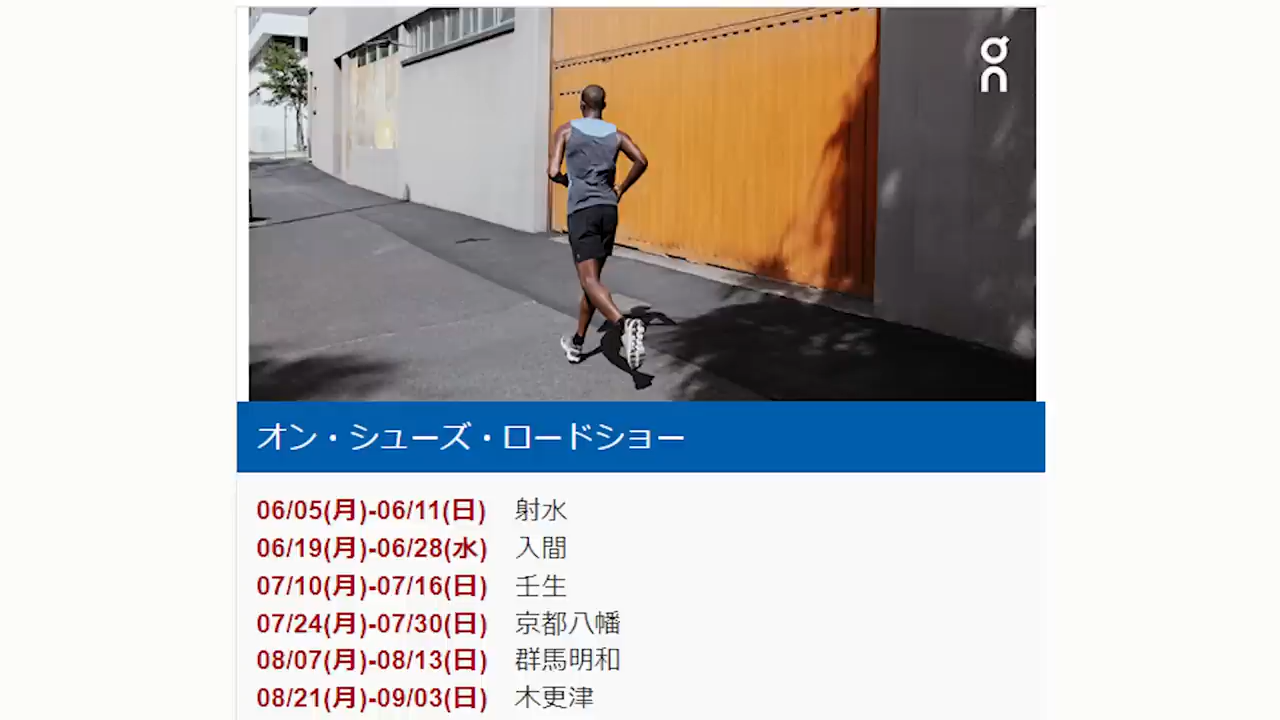 on
オン・シューズ・ロードショー
06/05(月)-06/11(日) 射水
06/19(月)-06/28(水) 入間
07/10(月)-07/16(日) 壬生
07/24(月)-07/30(日) 京都八幡
08/07(月)-08/13(日) 群馬明和
08/21(月)-09/03(日) 木更津